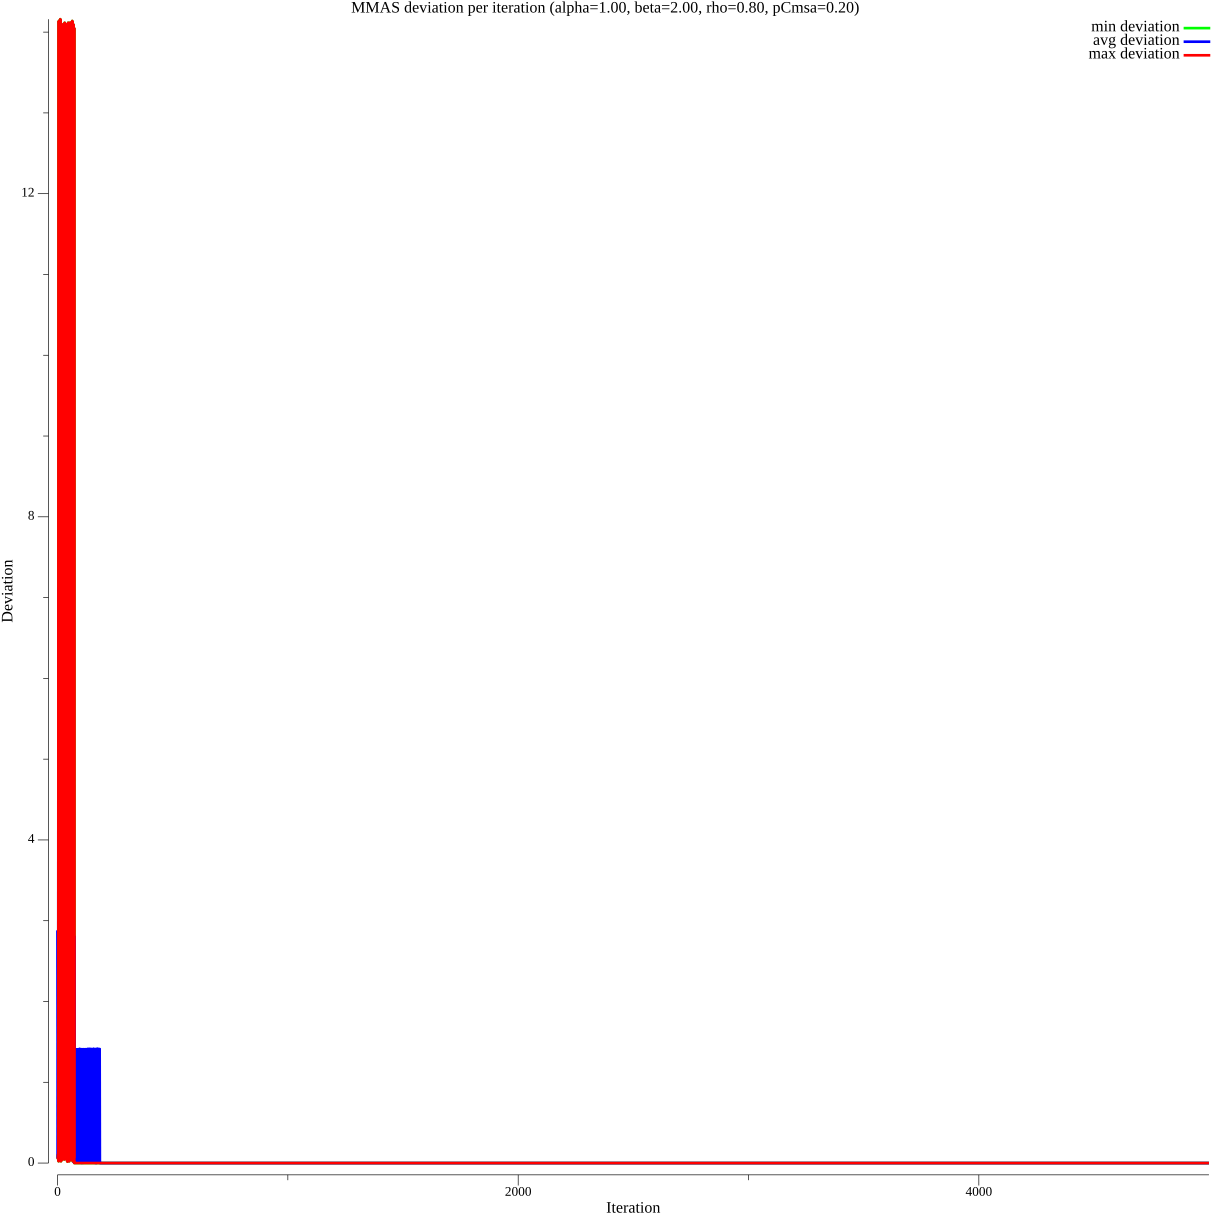 MMAS deviation per iteration (alpha=1.00, beta=2.00, rho=0.80, pCmsa=0.20)
min deviation
avg deviation
max deviation
12
8
4
0
Deviation
0 2000 4000
Iteration